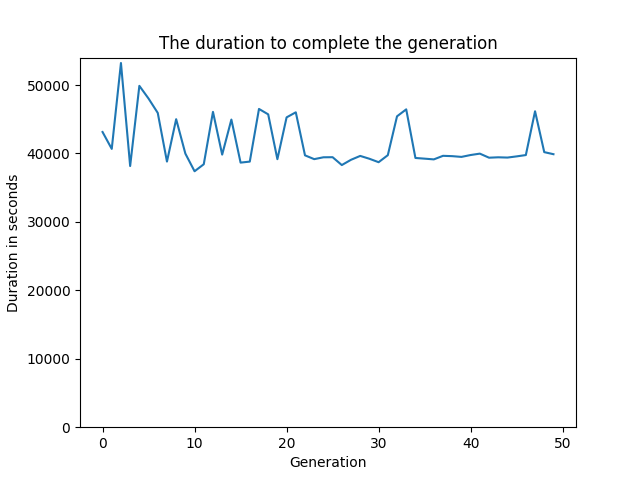 The duration to complete the generation
50000
40000
30000
20000
10000
0
Duration in seconds
0 10 20 30 40 50
Generation